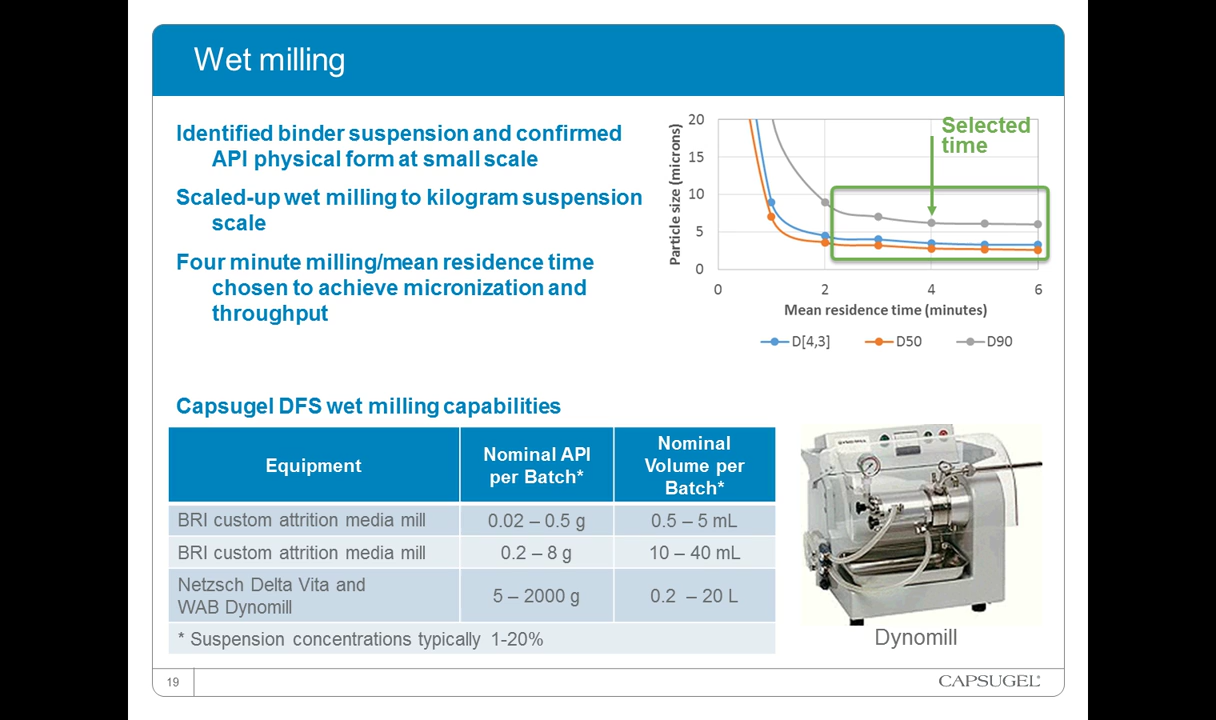 Wet milling
Identified binder suspension and confirmed
API physical form at small scale
Scaled-up wet milling to kilogram suspension
scale
Four minute milling/mean residence time
chosen to achieve micronization and
throughput
Particle size (microns)
20
15
10
5
0
Selected
time
0 2 4 6
Mean residence time (minutes)
D[4,3] D50 D90
Capsugel DFS wet milling capabilities
Equipment
Nominal API
per Batch*
Nominal
Volume per
Batch*
BRI custom attrition media mill 0.02 – 0.5 g 0.5 – 5 mL
BRI custom attrition media mill 0.2 – 8 g 10 – 40 mL
Netzsch Delta Vita and
WAB Dynomill
5 – 2000 g 0.2 – 20 L
* Suspension concentrations typically 1-20%
Dynomill
19
CAPSUGEL®